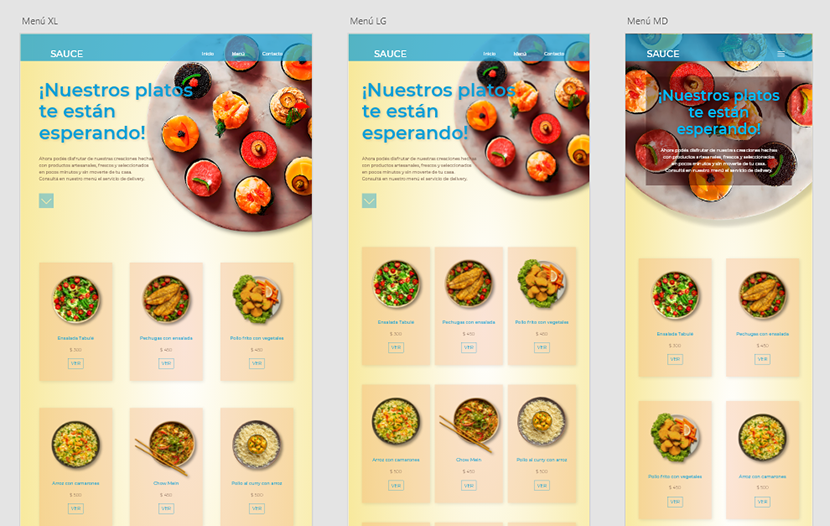 Menú XL
SAUCE
Inicio Menú Contacto
¡Nuestros platos
te están
esperando!
Ahora podés disfrutar de nuestras creaciones hechas
con productos artesanales, frescos y seleccionados
en pocos minutos y sin moverte de tu casa.
Consultá en nuestro menú el servicio de delivery.
Ensalada Tabulé
$ 300
VER
Pechugas con ensalada
$ 450
VER
Pollo frito con vegetales
$ 450
VER
Arroz con camarones
$ 500
VER
Chow Mein
$ 450
VER
Pollo al curry con arroz
$ 500
VER
Menú LG
SAUCE
Inicio Menú Contacto
¡Nuestros platos
te están
esperando!
Ahora podés disfrutar de nuestras creaciones hechas
con productos artesanales, frescos y seleccionados
en pocos minutos y sin moverte de tu casa.
Consultá en nuestro menú el servicio de delivery.
Ensalada Tabulé
$ 300
VER
Pechugas con ensalada
$ 450
VER
Pollo frito con vegetales
$ 450
VER
Arroz con camarones
$ 500
VER
Chow Mein
$ 450
VER
Pollo al curry con arroz
$ 500
VER
Menú MD
SAUCE
¡Nuestros platos
te están
esperando!
Ahora podés disfrutar de nuestras creaciones hechas
con productos artesanales, frescos y seleccionados
en pocos minutos y sin moverte de tu casa.
Consultá en nuestro menú el servicio de delivery.
Ensalada Tabulé
$ 300
VER
Pechugas con ensalada
$ 450
VER
Pollo frito con vegetales
$ 450
VER
Arroz con camarones
$ 500
VER